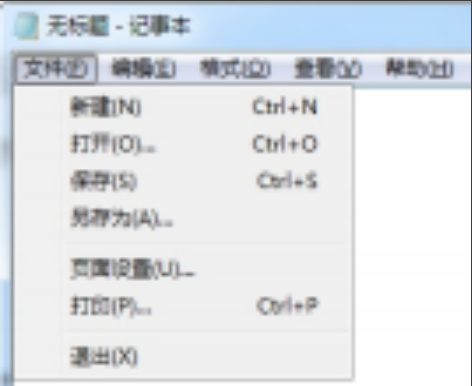 无标题 - 记事本
文件(F) 编辑(E) 格式(O) 查看(V) 帮助(H)
新建(N) Ctrl+N
打开(O)... Ctrl+O
保存(S) Ctrl+S
另存为(A)...
页面设置(U)...
打印(P)... Ctrl+P
退出(X)